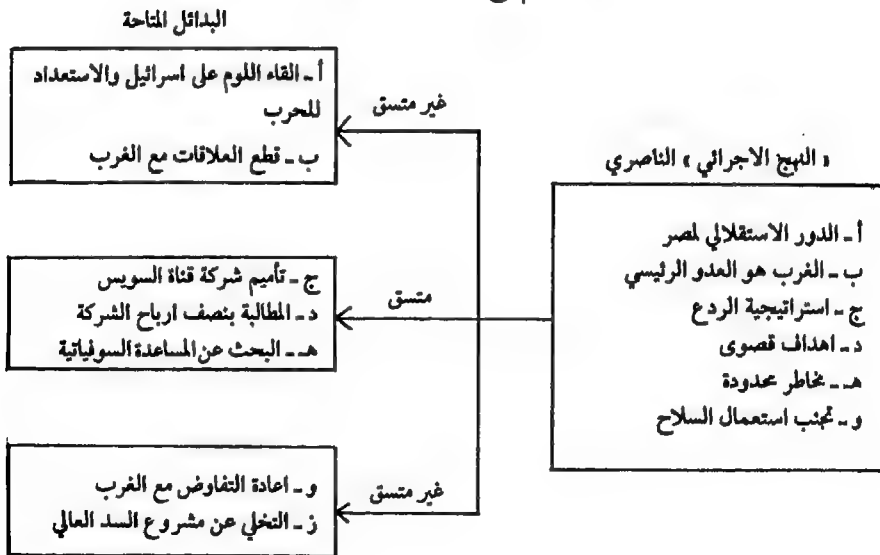 البدائل المتاحة
أ ـ القاء اللوم على اسرائيل والاستعداد
للحرب
ب ـ قطع العلاقات مع الغرب
غير متسق
« النهج الاجرائي » الناصري
أ ـ الدور الاستقلالي لمصر
ب ـ الغرب هو العدو الرئيسي
ج ـ استراتيجية الردع
د ـ اهداف قصوى
هـ ـ مخاطر محدودة
و ـ تجنب استعمال السلاح
ج ـ تأميم شركة قناة السويس
د ـ المطالبة بنصف ارباح الشركة
هـ ـ البحث عن المساعدة السوفياتية
متسق
و ـ اعادة التفاوض مع الغرب
ز ـ التخلي عن مشروع السد العالي
غير متسق